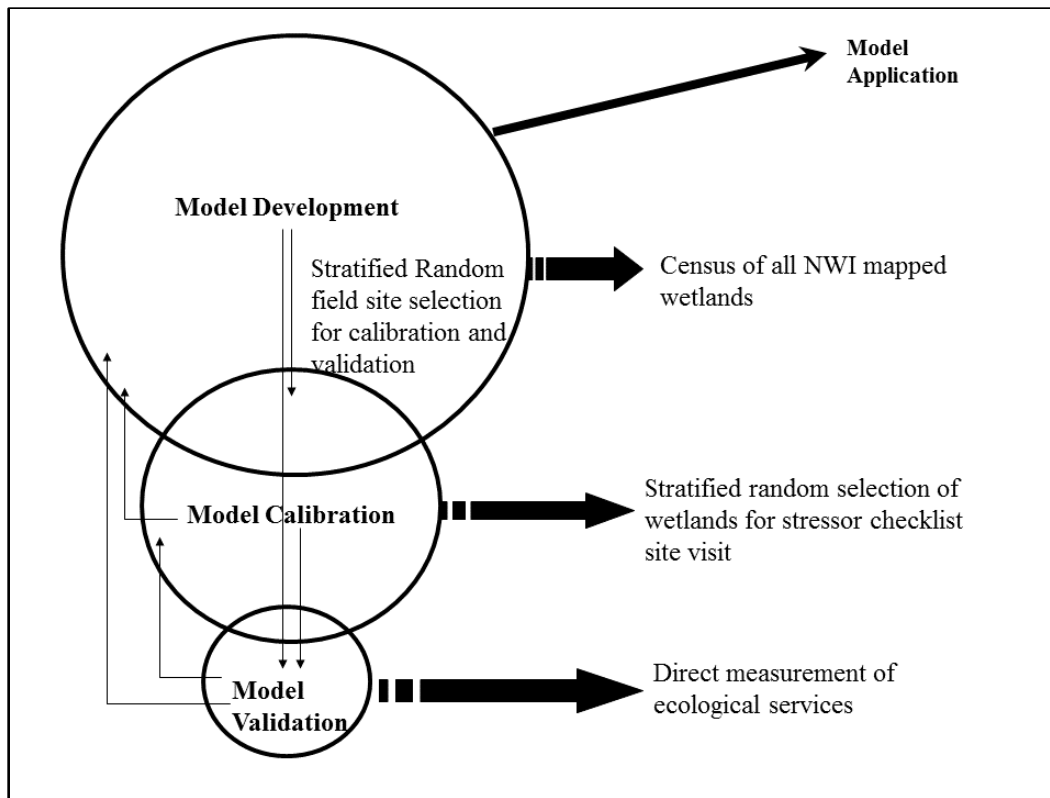 Model
Application
Model Development
Stratified Random
field site selection
for calibration and
validation
Census of all NWI mapped
wetlands
Model Calibration
Stratified random selection of
wetlands for stressor checklist
site visit
Model
Validation
Direct measurement of
ecological services